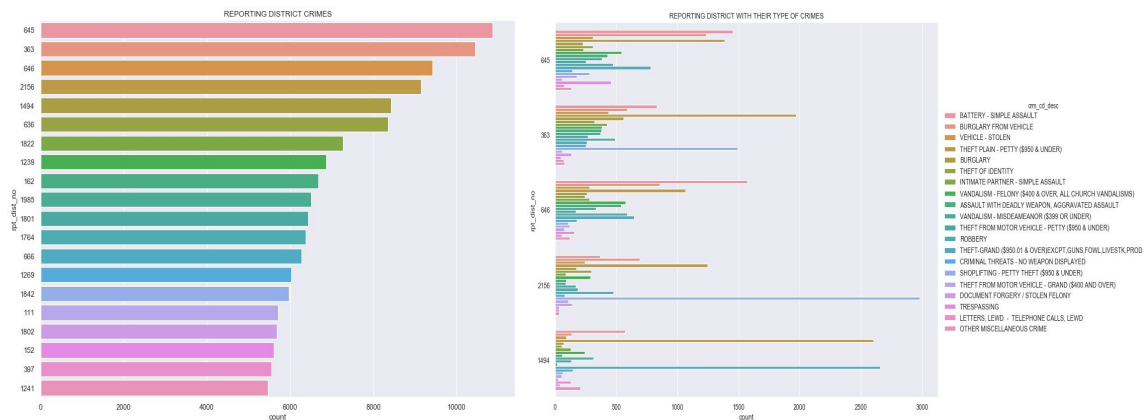 REPORTING DISTRICT CRIMES
rpt_dist_no
645
363
646
2156
1494
636
1822
1239
162
1985
1801
1764
666
1269
1842
111
1802
152
397
1241
0
2000
4000
6000
8000
10000
count
REPORTING DISTRICT WITH THEIR TYPE OF CRIMES
rpt_dist_no
645
363
646
2156
1494
0
500
1000
1500
2000
2500
3000
count
crm_cd_desc
BATTERY - SIMPLE ASSAULT
BURGLARY FROM VEHICLE
VEHICLE - STOLEN
THEFT PLAIN - PETTY ($950 & UNDER)
BURGLARY
THEFT OF IDENTITY
INTIMATE PARTNER - SIMPLE ASSAULT
VANDALISM - FELONY ($400 & OVER, ALL CHURCH VANDALISMS)
ASSAULT WITH DEADLY WEAPON, AGGRAVATED ASSAULT
VANDALISM - MISDEAMEANOR ($399 OR UNDER)
THEFT FROM MOTOR VEHICLE - PETTY ($950 & UNDER)
ROBBERY
THEFT-GRAND ($950.01 & OVER)EXCPT,GUNS,FOWL,LIVESTK,PROD
CRIMINAL THREATS - NO WEAPON DISPLAYED
SHOPLIFTING - PETTY THEFT ($950 & UNDER)
THEFT FROM MOTOR VEHICLE - GRAND ($400 AND OVER)
DOCUMENT FORGERY / STOLEN FELONY
TRESPASSING
LETTERS, LEWD - TELEPHONE CALLS, LEWD
OTHER MISCELLANEOUS CRIME